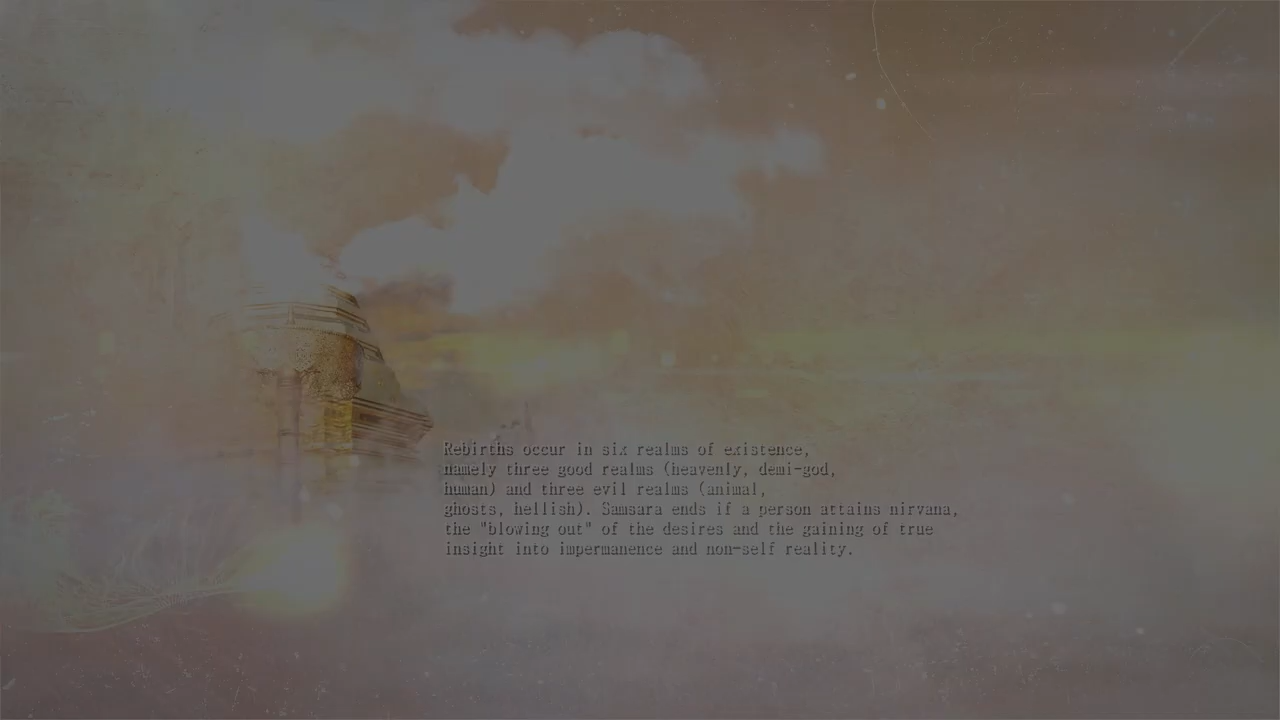 Rebirths occur in six realms of existence,
namely three good realms (heavenly, demi-god,
human) and three evil realms (animal,
ghosts, hellish). Samsara ends if a person attains nirvana,
the "blowing out" of the desires and the gaining of true
insight into impermanence and non-self reality.